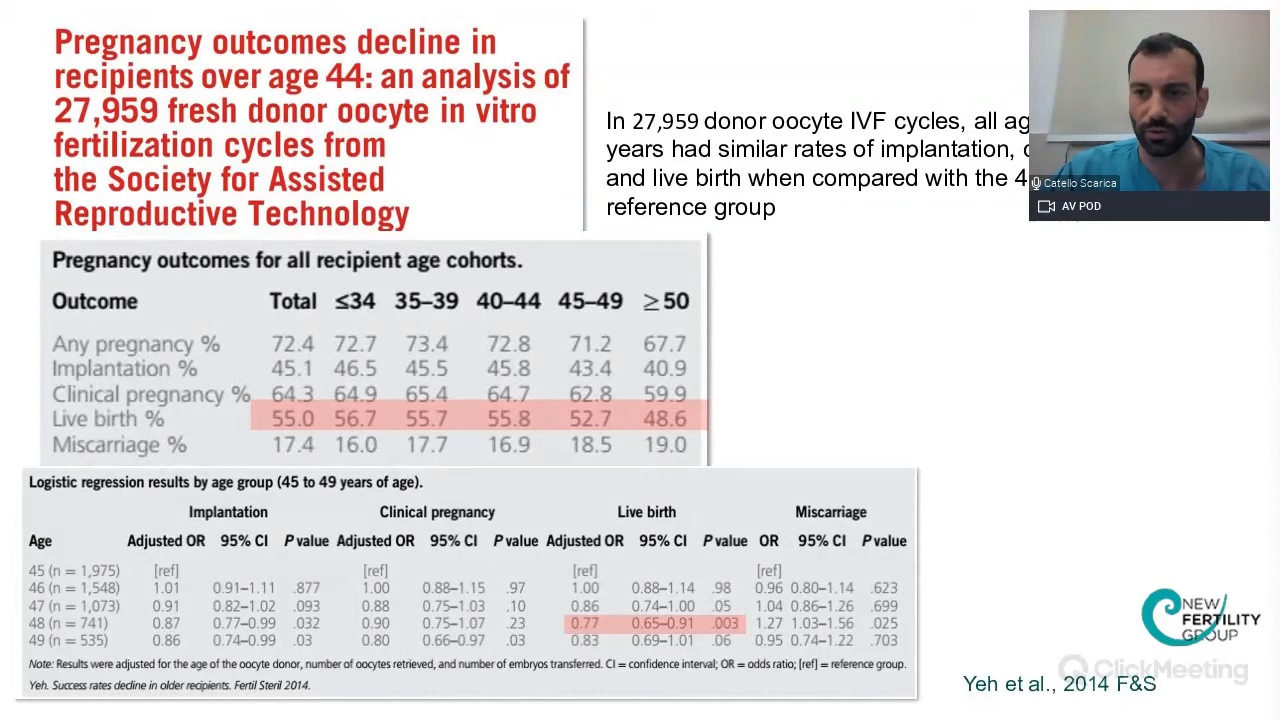 Pregnancy outcomes decline in
recipients over age 44: an analysis of
27,959 fresh donor oocyte in vitro
fertilization cycles from
the Society for Assisted
Reproductive Technology
In 27,959 donor oocyte IVF cycles, all
years had similar rates of implantation,
and live birth when compared with the
reference group
Catello Scarica
AV POD
Pregnancy outcomes for all recipient age cohorts.
Outcome Total ≤34 35–39 40–44 45–49 ≥50
Any pregnancy % 72.4 72.7 73.4 72.8 71.2 67.7
Implantation % 45.1 46.5 45.5 45.8 43.4 40.9
Clinical pregnancy % 64.3 64.9 65.4 64.7 62.8 59.9
Live birth % 55.0 56.7 55.7 55.8 52.7 48.6
Miscarriage % 17.4 16.0 17.7 16.9 18.5 19.0
Logistic regression results by age group (45 to 49 years of age).
Implantation Clinical pregnancy Live birth Miscarriage
Age Adjusted OR 95% CI P value Adjusted OR 95% CI P value Adjusted OR 95% CI P value OR 95% CI P value
45 (n = 1,975) [ref] [ref] [ref] [ref]
46 (n = 1,548) 1.01 0.91–1.11 .877 1.00 0.88–1.15 .97 1.00 0.88–1.14 .98 0.96 0.80–1.14 .623
47 (n = 1,073) 0.91 0.82–1.02 .093 0.88 0.75–1.03 .10 0.86 0.74–1.00 .05 1.04 0.86–1.26 .699
48 (n = 741) 0.87 0.77–0.99 .032 0.90 0.75–1.07 .23 0.77 0.65–0.91 .003 1.27 1.03–1.56 .025
49 (n = 535) 0.86 0.74–0.99 .03 0.80 0.66–0.97 .03 0.83 0.69–1.01 .06 0.95 0.74–1.22 .703
Note: Results were adjusted for the age of the oocyte donor, number of oocytes retrieved, and number of embryos transferred. CI = confidence interval; OR = odds ratio; [ref] = reference group.
Yeh. Success rates decline in older recipients. Fertil Steril 2014.
NEW
FERTILITY
GROUP
ClickMeeting
Yeh et al., 2014 F&S